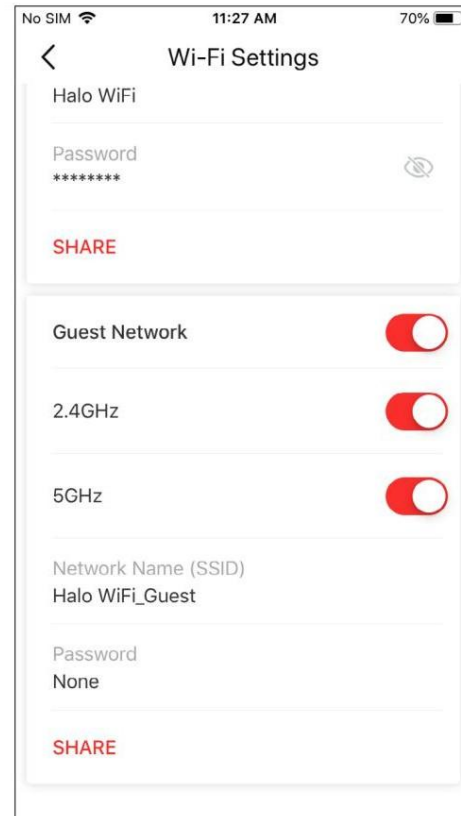 No SIM 11:27 AM 70%
Wi-Fi Settings
Halo WiFi
Password
********
SHARE
Guest Network
2.4GHz
5GHz
Network Name (SSID)
Halo WiFi_Guest
Password
None
SHARE